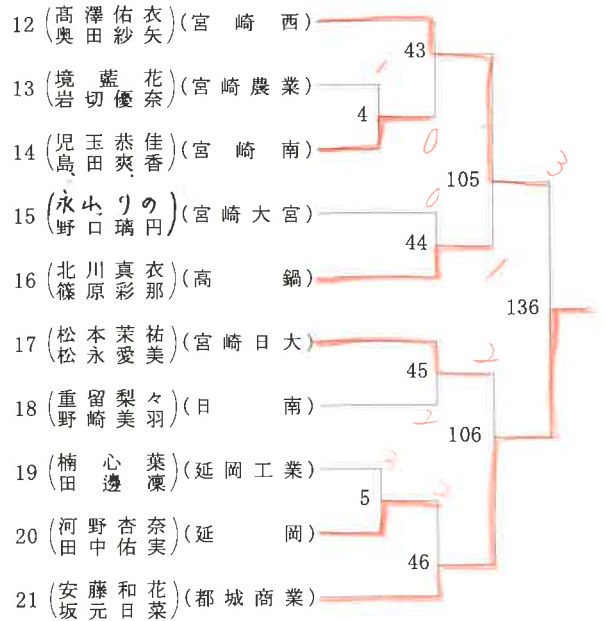 12 (髙澤佑衣 奥田紗矢)(宮崎西)
43
13 (境藍花 岩切優奈)(宮崎農業)
1
4
14 (児玉恭佳 島田爽香)(宮崎南)
0
105
3
15 (永山りの 野口璃円)(宮崎大宮)
0
44
16 (北川真衣 篠原彩那)(高鍋)
1
136
17 (松本茉祐 松永愛美)(宮崎日大)
45
2
18 (重留梨々 野崎美羽)(日南)
2
106
19 (楠心葉 田邊凜)(延岡工業)
5
20 (河野杏奈 田中佑実)(延岡)
46
21 (安藤和花 坂元日菜)(都城商業)